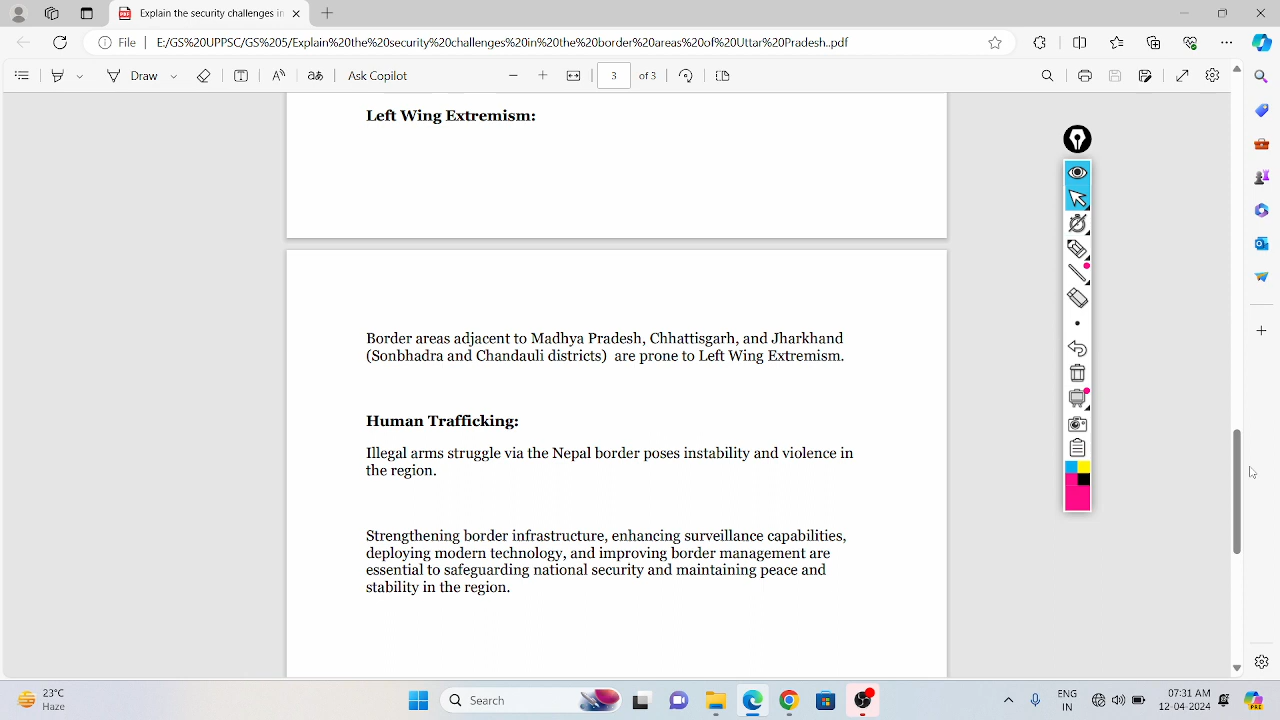 Explain the security challenges in
File
E:/GS%20UPPSC/GS%205/Explain%20the%20security%20challenges%20in%20the%20border%20areas%20of%20Uttar%20Pradesh..pdf
Draw
Ask Copilot
3 of 3
Left Wing Extremism:
Border areas adjacent to Madhya Pradesh, Chhattisgarh, and Jharkhand
(Sonbhadra and Chandauli districts) are prone to Left Wing Extremism.
Human Trafficking:
Illegal arms struggle via the Nepal border poses instability and violence in
the region.
Strengthening border infrastructure, enhancing surveillance capabilities,
deploying modern technology, and improving border management are
essential to safeguarding national security and maintaining peace and
stability in the region.
23°C
Haze
Search
ENG
IN
07:31 AM
12-04-2024